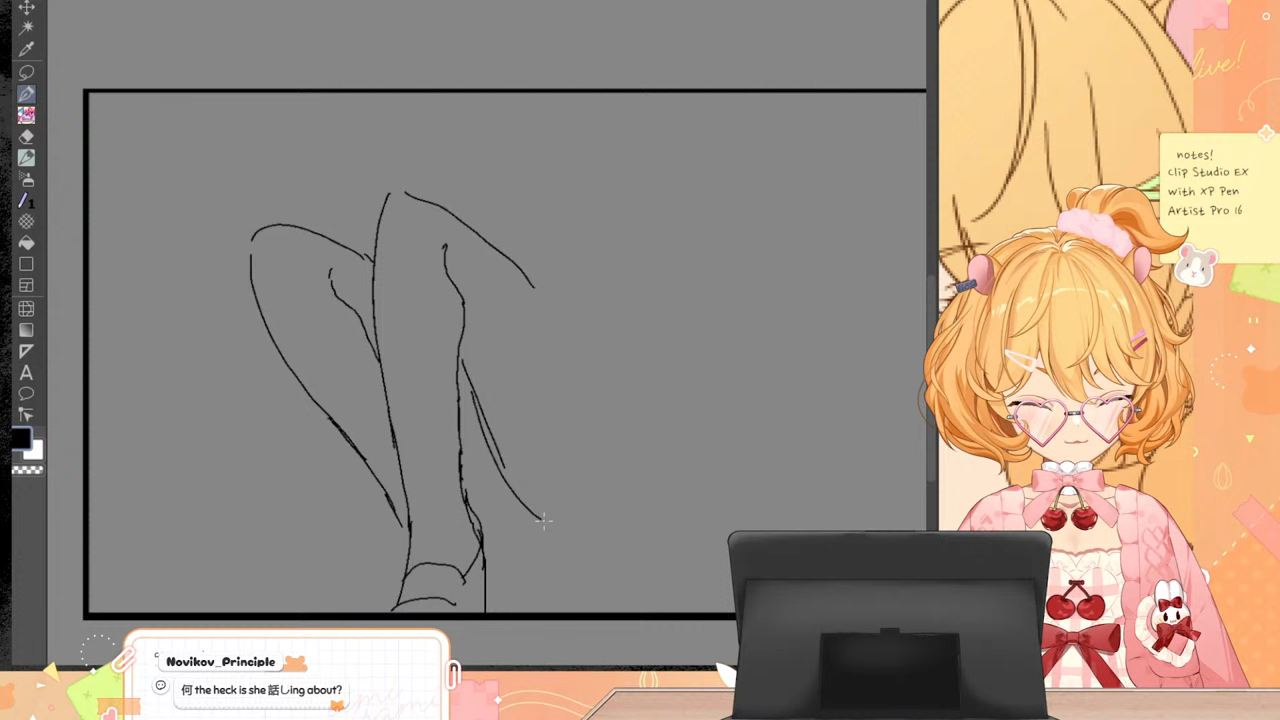 live!
notes!
Clip Studio EX
with XP Pen
Artist Pro 16
Novikov_Principle
何 the heck is she 話しing about?